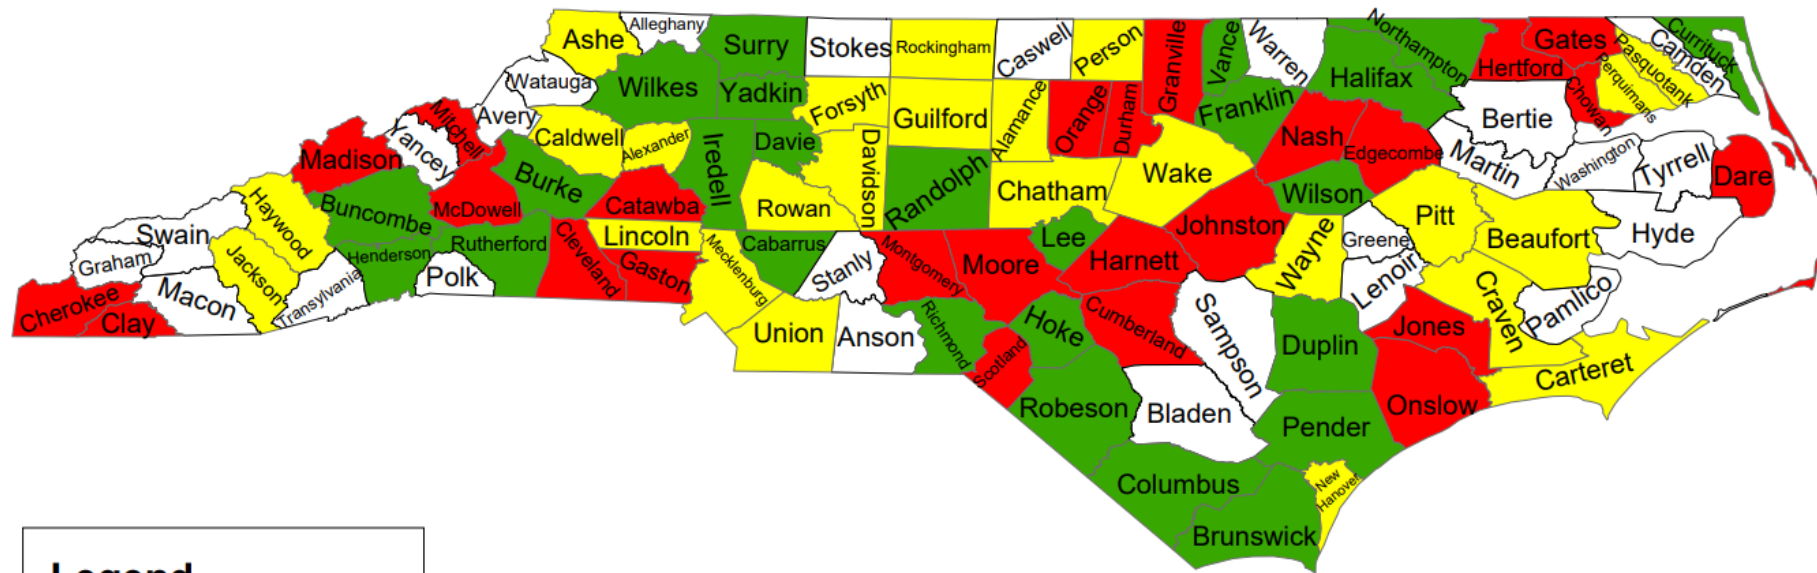 Ashe
Alleghany
Surry
Stokes
Rockingham
Caswell
Person
Granville
Vance
Warren
Halifax
Northampton
Hertford
Gates
Pasquotank
Camden
Currituck
Perquimans
Chowan
Watauga
Wilkes
Yadkin
Forsyth
Guilford
Alamance
Orange
Durham
Franklin
Nash
Edgecombe
Bertie
Martin
Washington
Tyrrell
Dare
Mitchell
Avery
Caldwell
Alexander
Iredell
Davie
Davidson
Randolph
Chatham
Wake
Wilson
Madison
Yancey
McDowell
Burke
Catawba
Rowan
Johnston
Pitt
Beaufort
Hyde
Haywood
Buncombe
Rutherford
Cleveland
Lincoln
Gaston
Mecklenburg
Cabarrus
Stanly
Montgomery
Moore
Lee
Harnett
Wayne
Greene
Lenoir
Craven
Pamlico
Swain
Graham
Jackson
Henderson
Polk
Transylvania
Macon
Cherokee
Clay
Union
Anson
Richmond
Scotland
Hoke
Cumberland
Sampson
Duplin
Jones
Onslow
Carteret
Robeson
Bladen
Pender
Columbus
New
Hanover
Brunswick
Legend